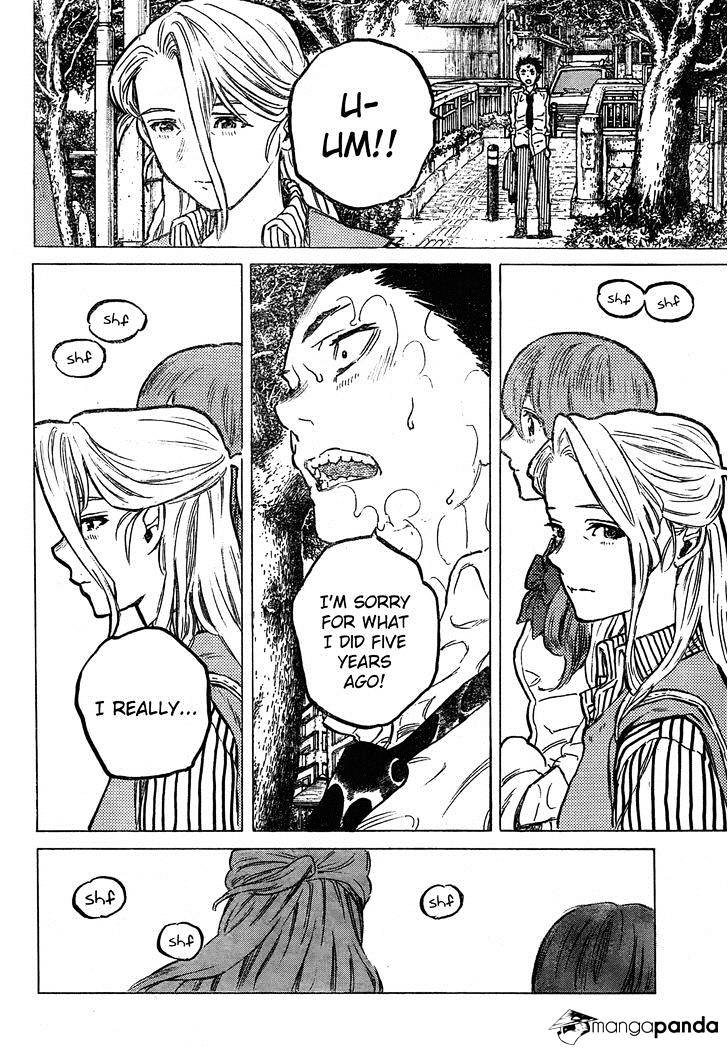 U-
UM!!
shf
shf
I'M SORRY
FOR WHAT
I DID FIVE
YEARS
AGO!
shf
shf
I REALLY...
shf
shf
shf
mangapanda